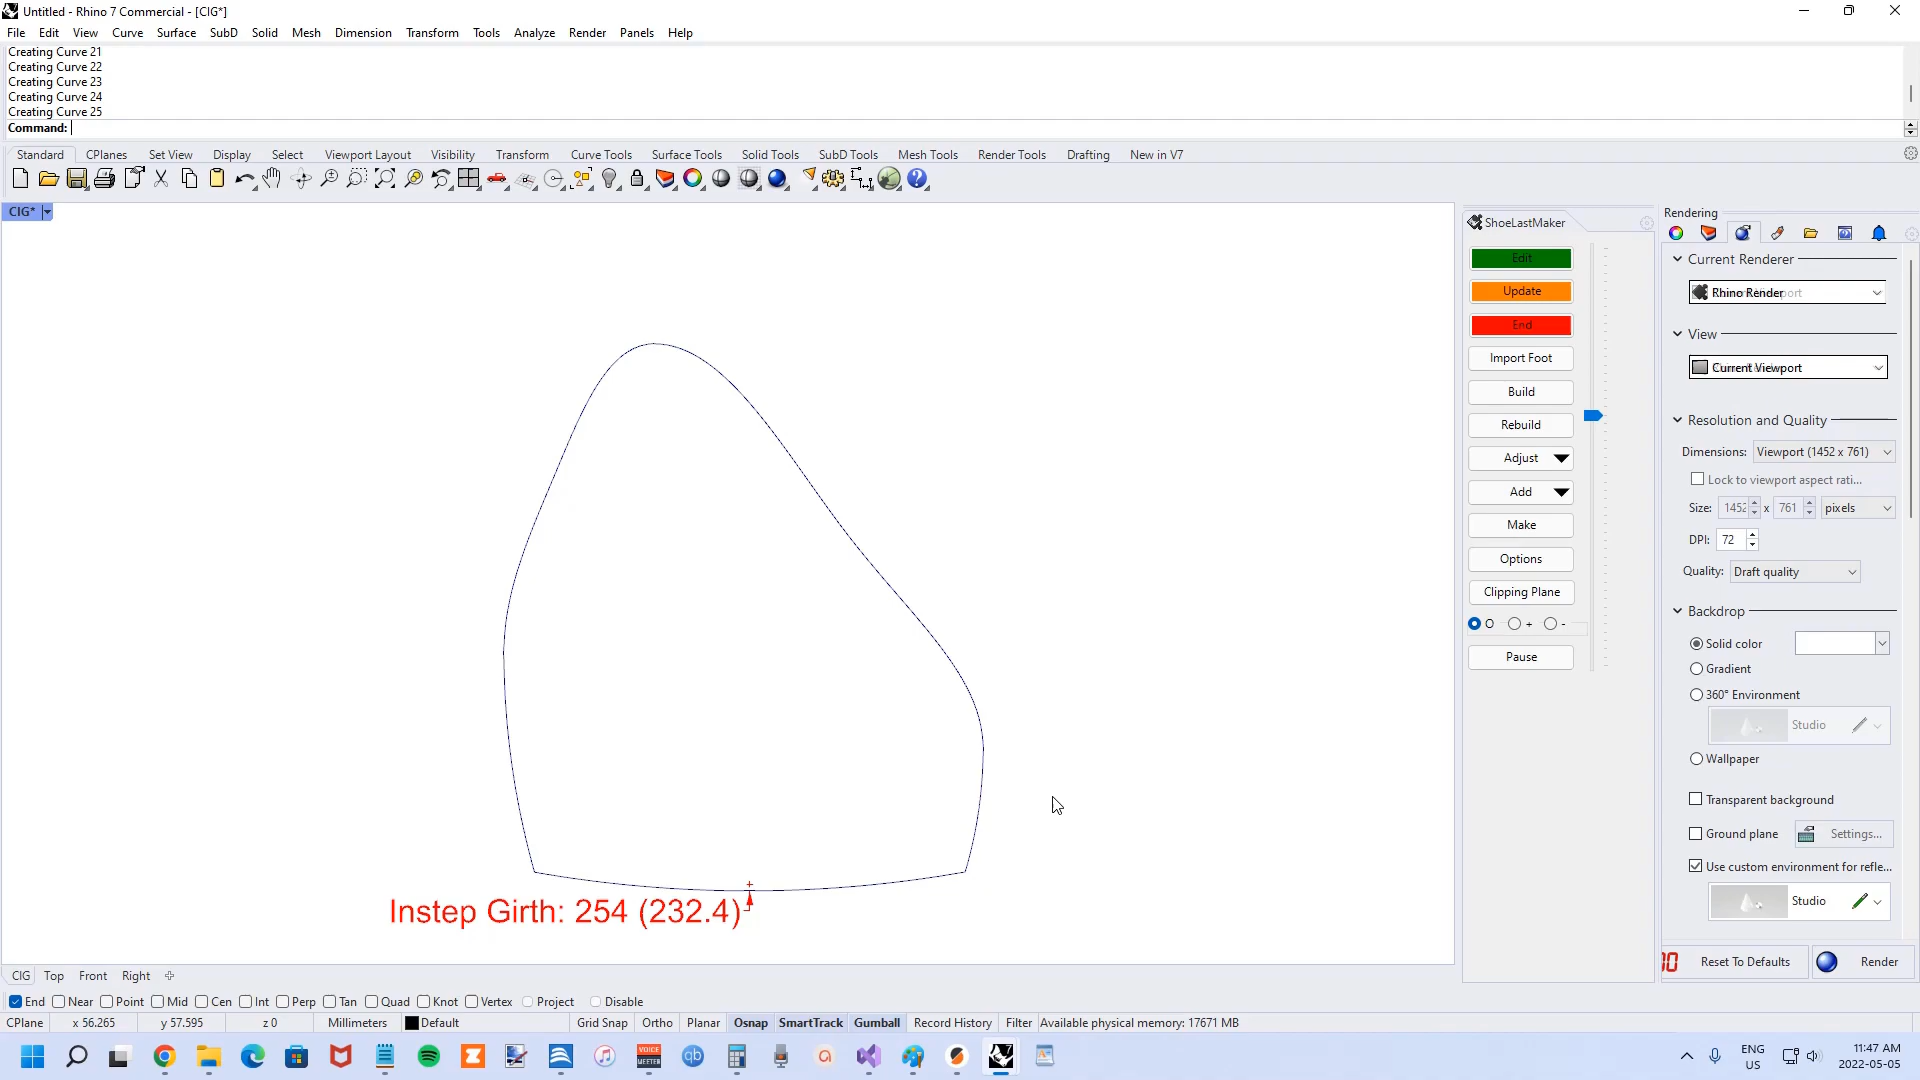 Untitled - Rhino 7 Commercial - [CIG*]
File Edit View Curve Surface SubD Solid Mesh Dimension Transform Tools Analyze Render Panels Help
Creating Curve 21
Creating Curve 22
Creating Curve 23
Creating Curve 24
Creating Curve 25
Command:
Standard CPlanes Set View Display Select Viewport Layout Visibility Transform Curve Tools Surface Tools Solid Tools SubD Tools Mesh Tools Render Tools Drafting New in V7
CIG*
Instep Girth: 254 (232.4)
ShoeLastMaker
Edit
Update
End
Import Foot
Build
Rebuild
Adjust
Add
Make
Options
Clipping Plane
O + -
Pause
Rendering
Current Renderer
Rhino Render
View
Current Viewport
Resolution and Quality
Dimensions: Viewport (1452 x 761)
Lock to viewport aspect rati...
Size: 1452 x 761 pixels
DPI: 72
Quality: Draft quality
Backdrop
Solid color
Gradient
360° Environment
Studio
Wallpaper
Transparent background
Ground plane Settings...
Use custom environment for refle...
Studio
Reset To Defaults Render
CIG Top Front Right
End Near Point Mid Cen Int Perp Tan Quad Knot Vertex Project Disable
CPlane x 56.265 y 57.595 z 0 Millimeters Default Grid Snap Ortho Planar Osnap SmartTrack Gumball Record History Filter Available physical memory: 17671 MB
VOICE MEETER
qb
ENG
US
11:47 AM
2022-05-05